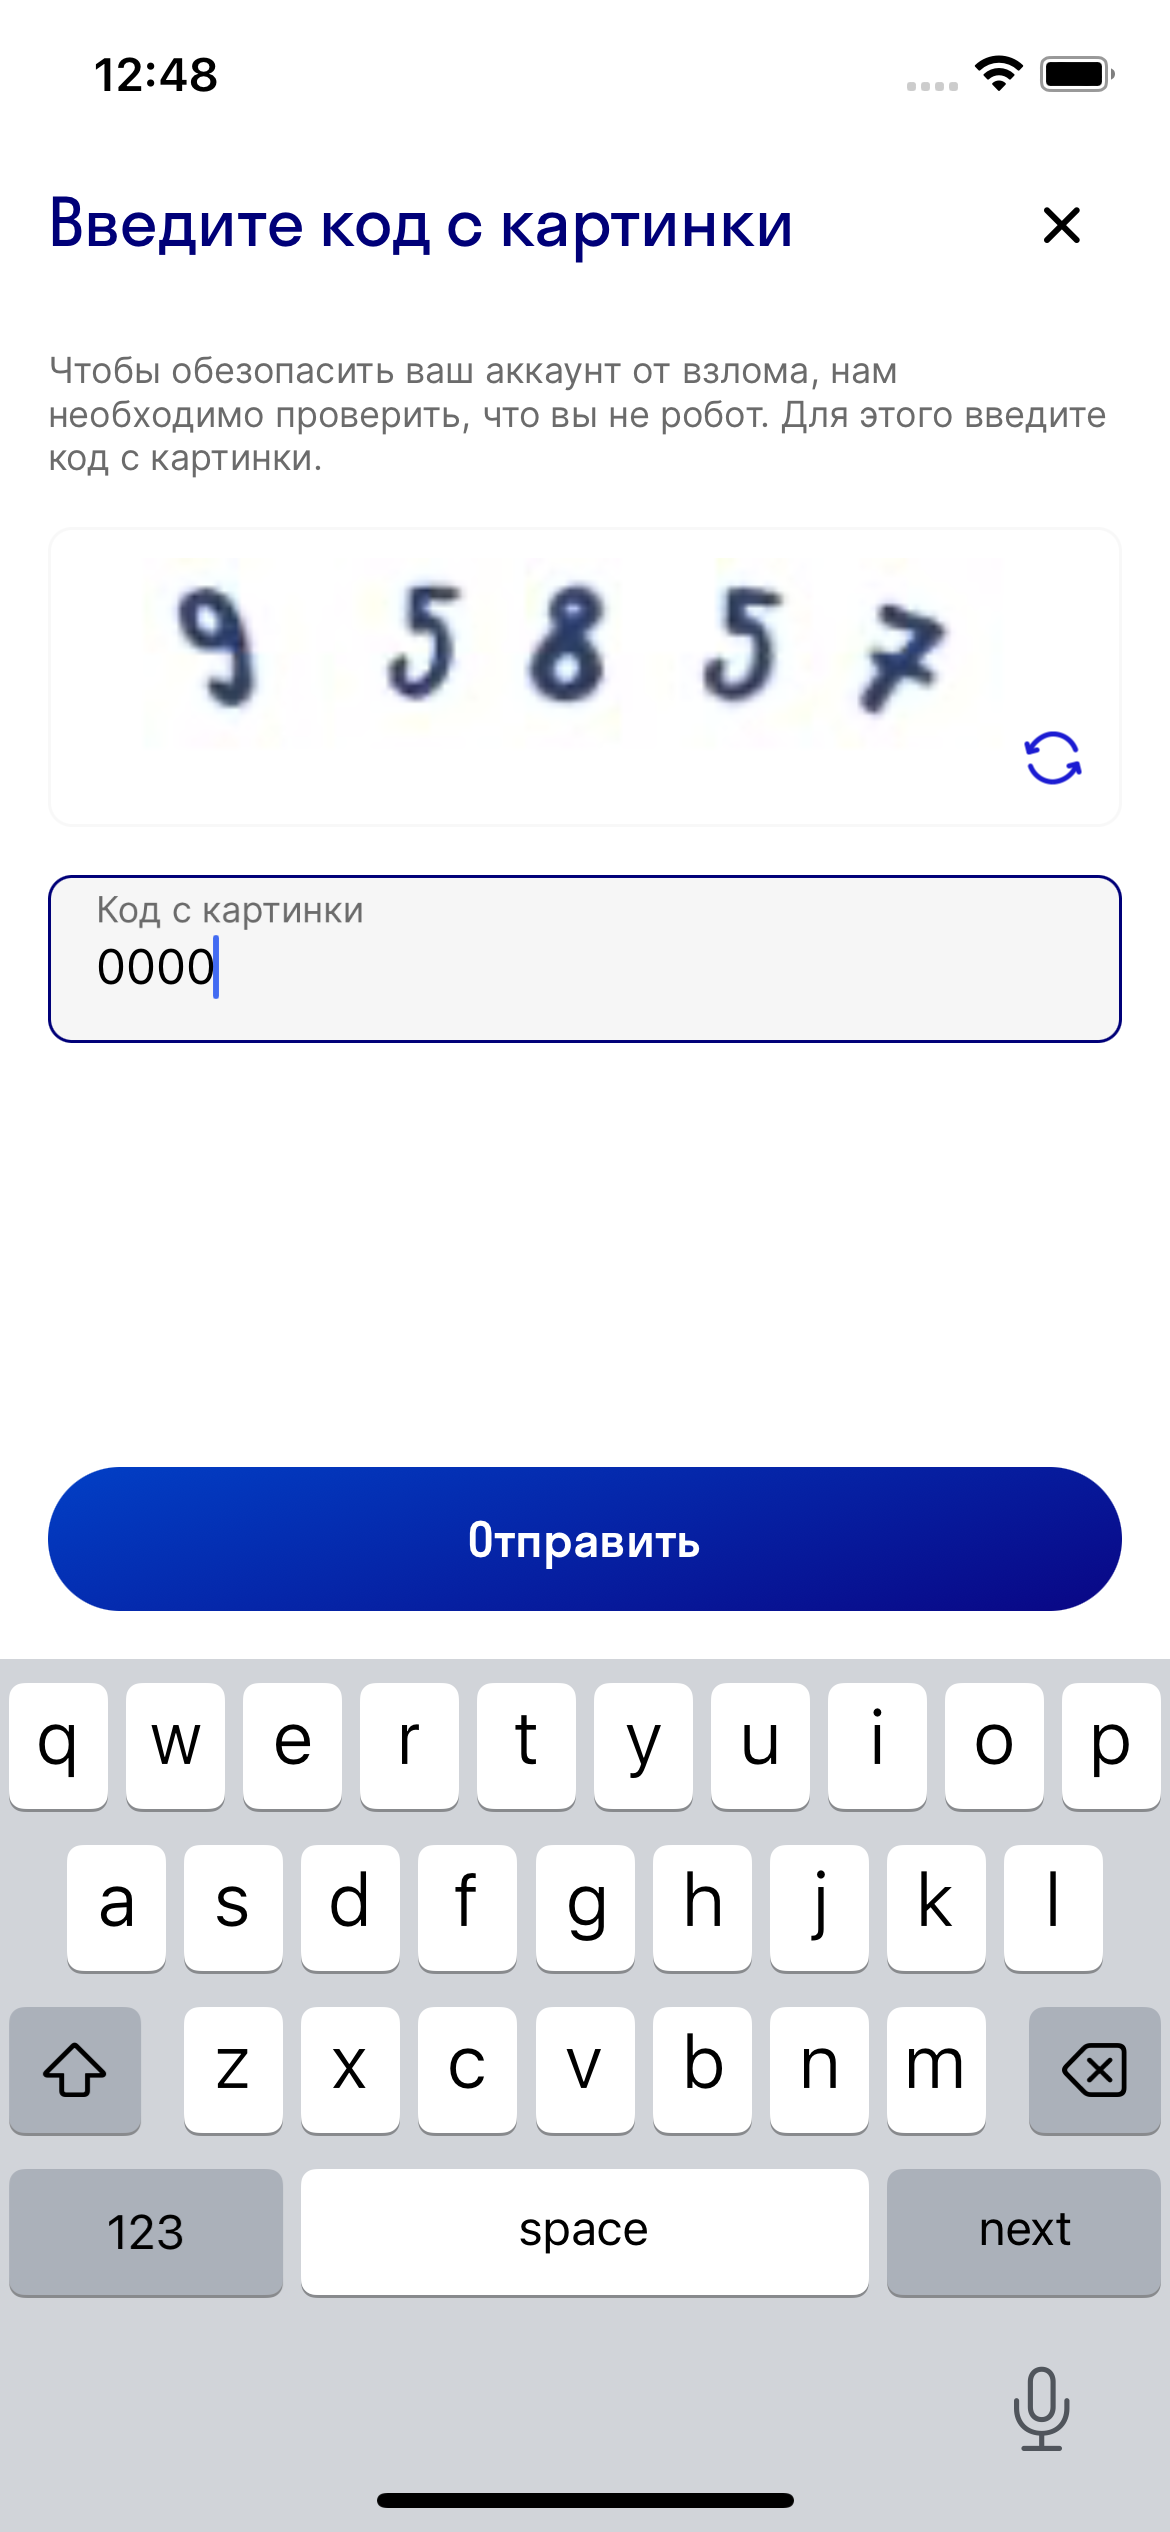 12:48
Введите код с картинки
Чтобы обезопасить ваш аккаунт от взлома, нам
необходимо проверить, что вы не робот. Для этого введите
код с картинки.
9 5 8 5 7
Код с картинки
0000
Отправить
q w e r t y u i o p
a s d f g h j k l
z x c v b n m
123 space next